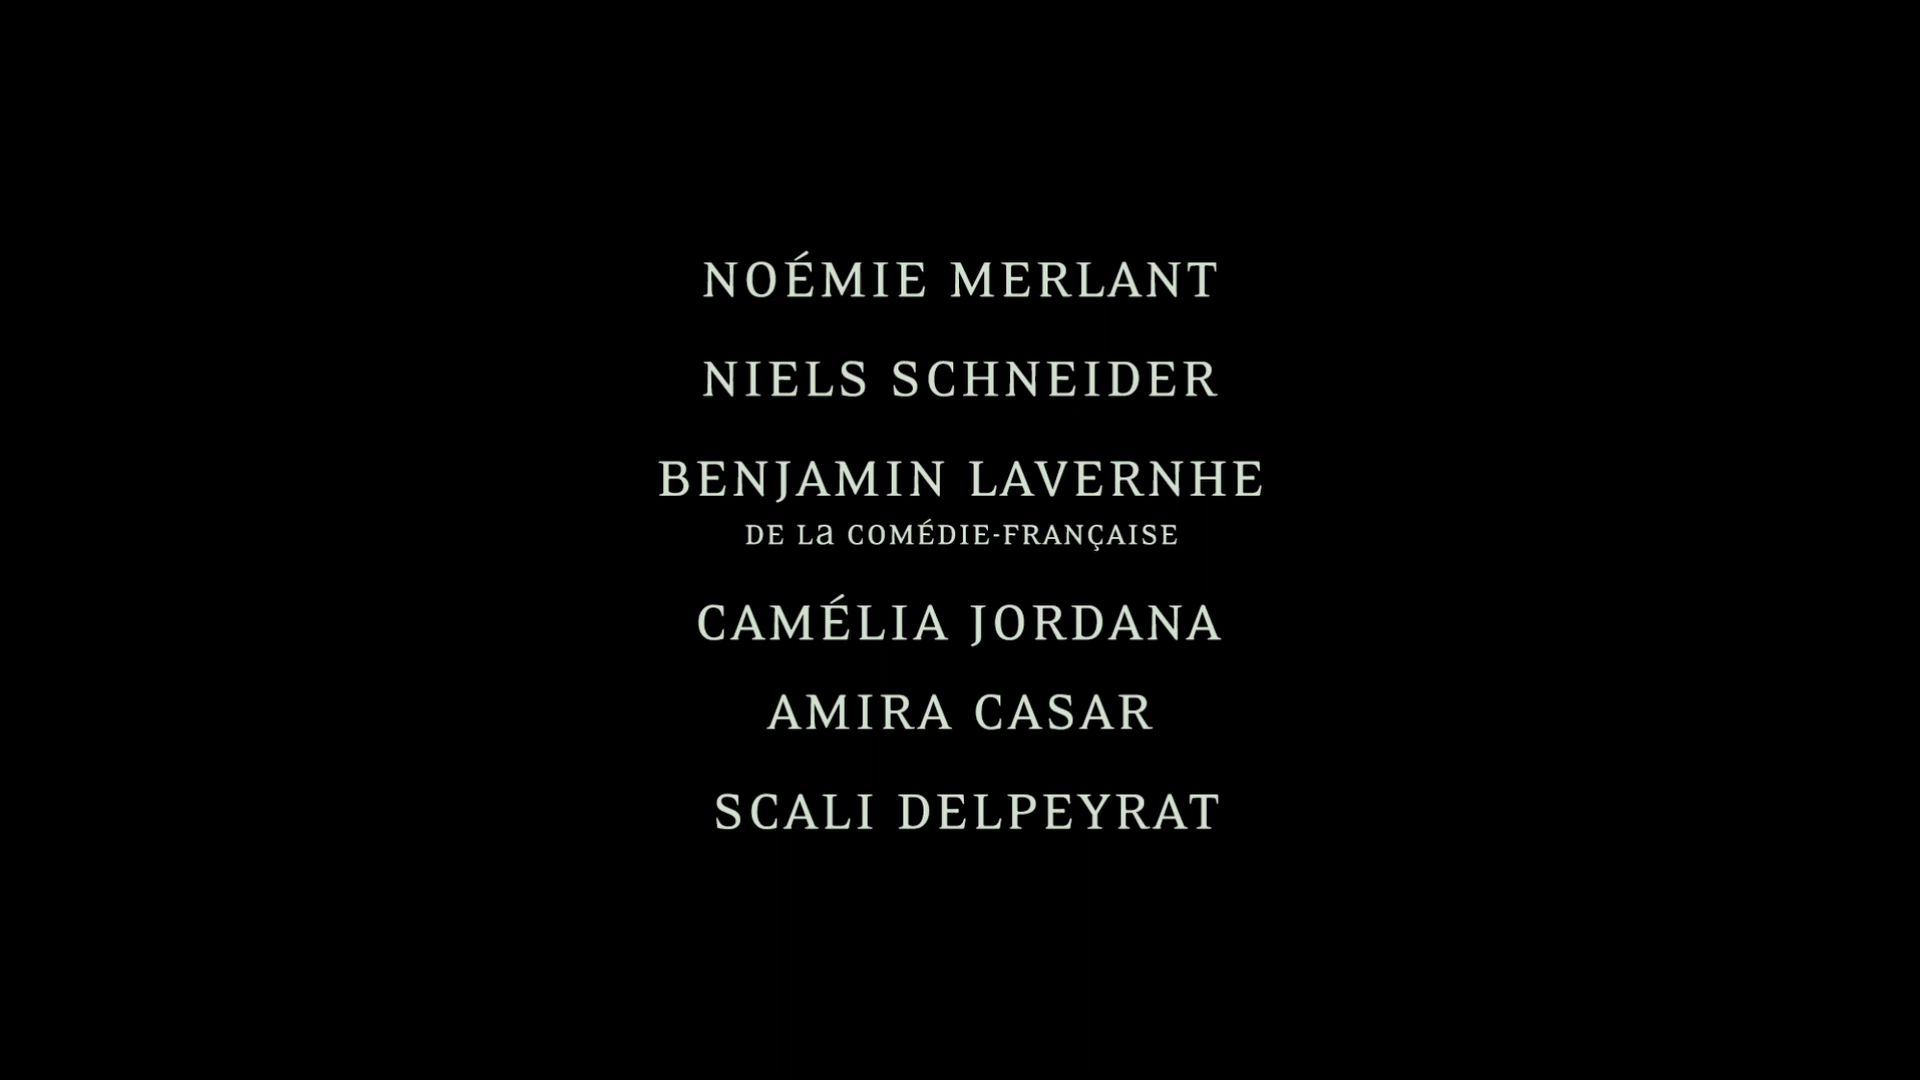 NOÉMIE MERLANT
NIELS SCHNEIDER
BENJAMIN LAVERNHE
DE La COMÉDIE-FRANÇAISE
CAMÉLIA JORDANA
AMIRA CASAR
SCALI DELPEYRAT